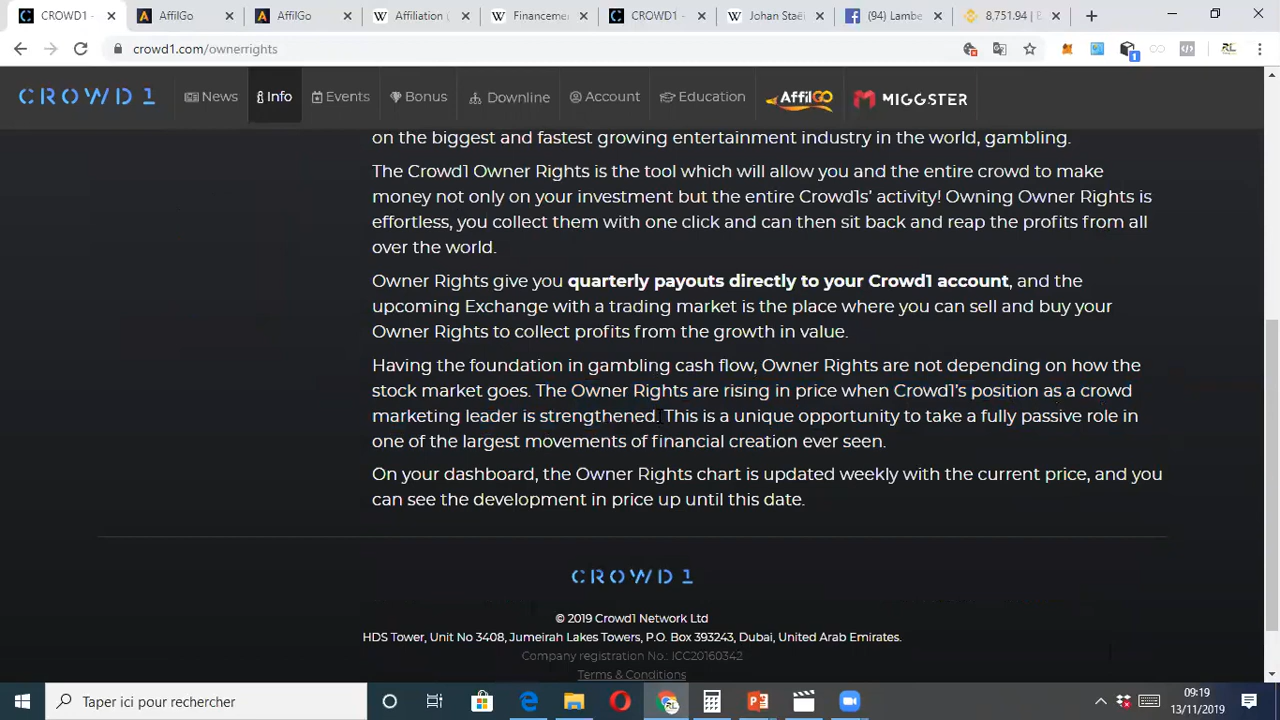 CROWD1 -
AffilGo
AffilGo
Affiliation (
Financeme
CROWD1 -
Johan Staël
(94) Lambe
8,751.94 |
crowd1.com/ownerrights
CROWD1
News
Info
Events
Bonus
Downline
Account
Education
AffilGO
MIGGSTER
on the biggest and fastest growing entertainment industry in the world, gambling.
The Crowd1 Owner Rights is the tool which will allow you and the entire crowd to make
money not only on your investment but the entire Crowd1s' activity! Owning Owner Rights is
effortless, you collect them with one click and can then sit back and reap the profits from all
over the world.
Owner Rights give you quarterly payouts directly to your Crowd1 account, and the
upcoming Exchange with a trading market is the place where you can sell and buy your
Owner Rights to collect profits from the growth in value.
Having the foundation in gambling cash flow, Owner Rights are not depending on how the
stock market goes. The Owner Rights are rising in price when Crowd1's position as a crowd
marketing leader is strengthened. This is a unique opportunity to take a fully passive role in
one of the largest movements of financial creation ever seen.
On your dashboard, the Owner Rights chart is updated weekly with the current price, and you
can see the development in price up until this date.
CROWD1
© 2019 Crowd1 Network Ltd
HDS Tower, Unit No 3408, Jumeirah Lakes Towers, P.O. Box 393243, Dubai, United Arab Emirates.
Company registration No.: ICC20160342
Terms & Conditions
Taper ici pour rechercher
09:19
13/11/2019